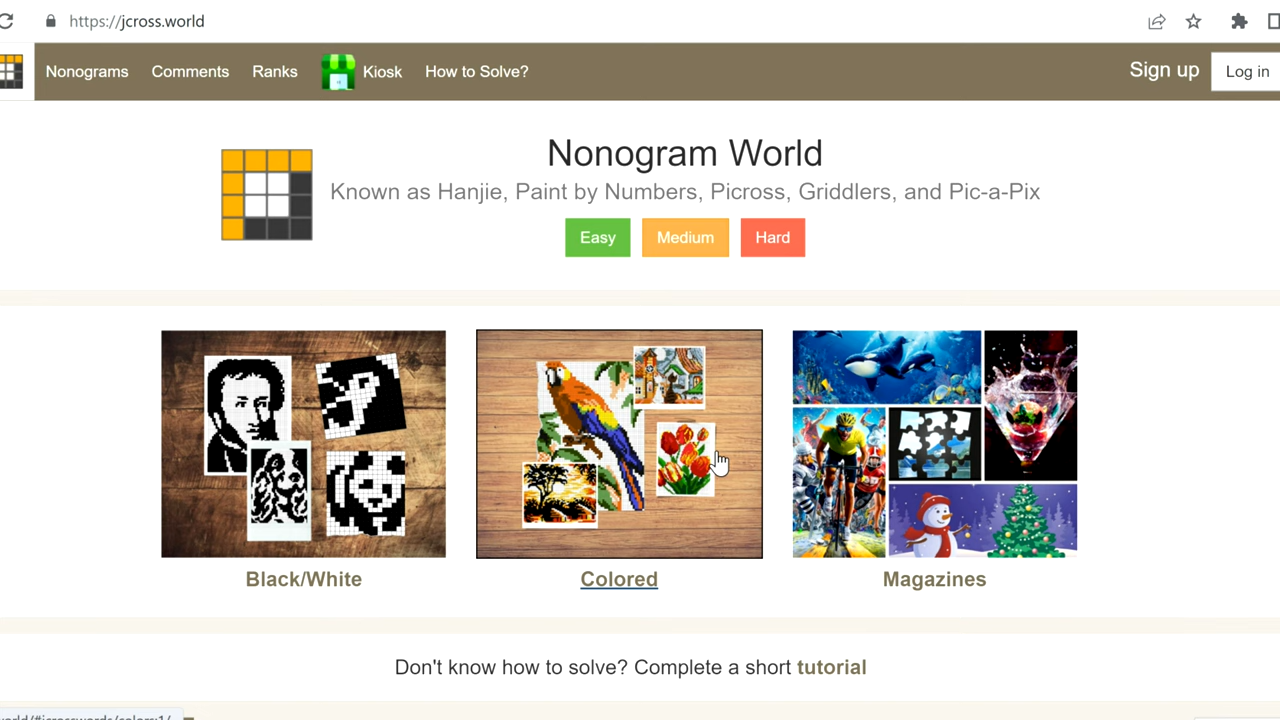 https://jcross.world
Nonograms Comments Ranks Kiosk How to Solve? Sign up Log in
Nonogram World
Known as Hanjie, Paint by Numbers, Picross, Griddlers, and Pic-a-Pix
Easy Medium Hard
Black/White Colored Magazines
Don't know how to solve? Complete a short tutorial